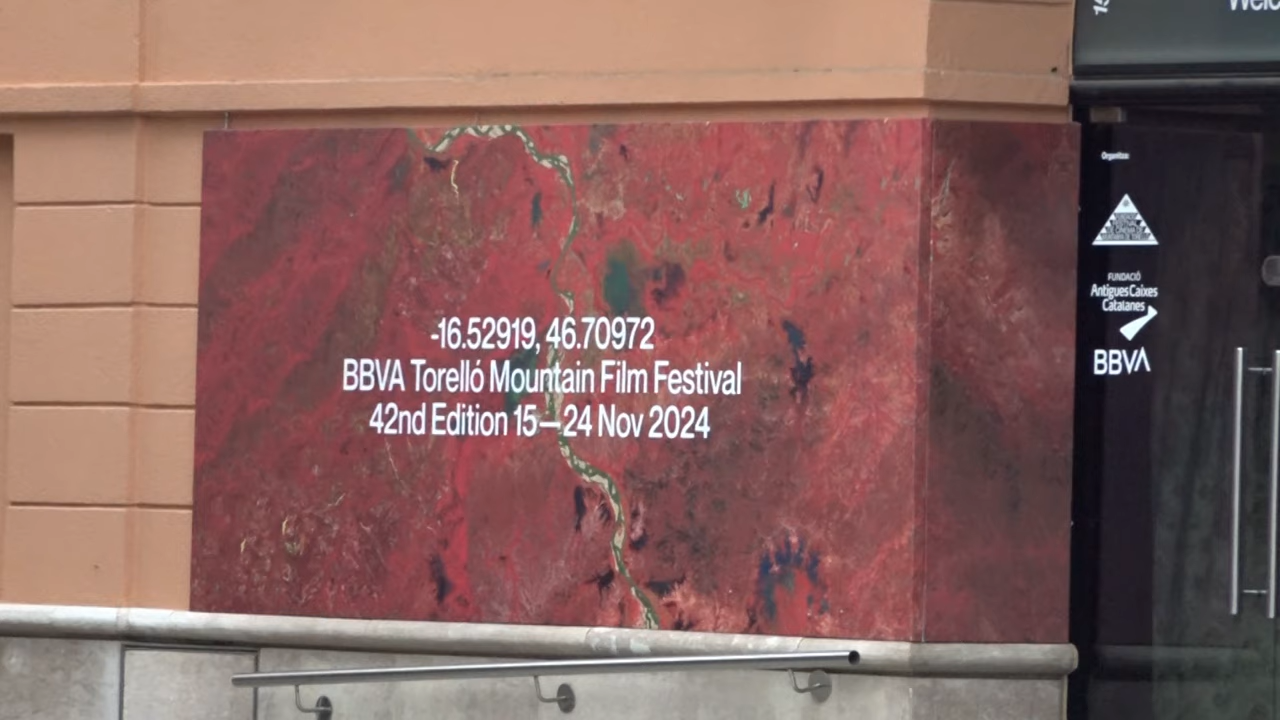 -16.52919, 46.70972
BBVA Torelló Mountain Film Festival
42nd Edition 15—24 Nov 2024
Organitza:
FUNDACIÓ
Antigues Caixes
Catalanes
BBVA